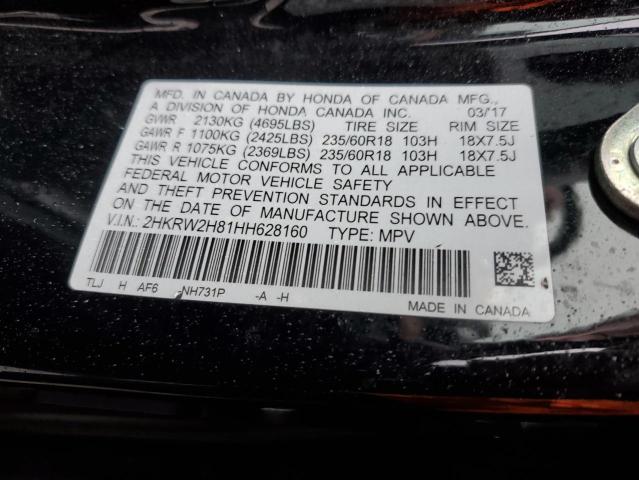 MFD. IN CANADA BY HONDA OF CANADA MFG.,
A DIVISION OF HONDA CANADA INC. 03/17
GVWR 2130KG (4695LBS) TIRE SIZE RIM SIZE
GAWR F 1100KG (2425LBS) 235/60R18 103H 18X7.5J
GAWR R 1075KG (2369LBS) 235/60R18 103H 18X7.5J
THIS VEHICLE CONFORMS TO ALL APPLICABLE
FEDERAL MOTOR VEHICLE SAFETY
AND THEFT PREVENTION STANDARDS IN EFFECT
ON THE DATE OF MANUFACTURE SHOWN ABOVE.
V.I.N.: 2HKRW2H81HH628160 TYPE: MPV
TLJ H AF6 -NH731P -A -H
MADE IN CANADA